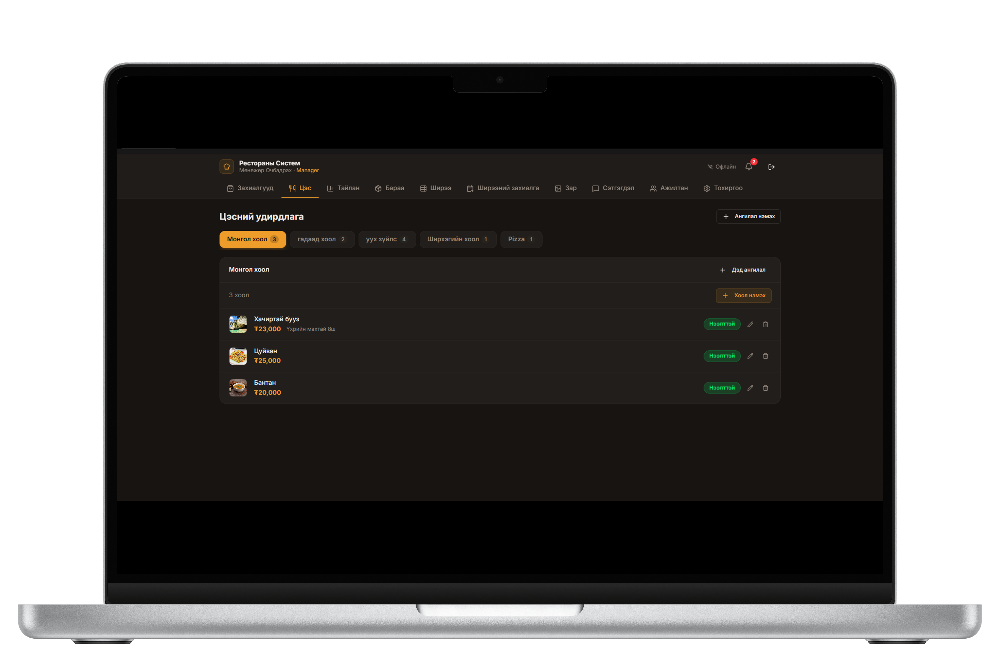 Рестораны Систем
Менежер Очбадрах · Manager
Офлайн
2
Захиалгууд
Цэс
Тайлан
Бараа
Ширээ
Ширээний захиалга
Зар
Сэтгэгдэл
Ажилтан
Тохиргоо
Цэсний удирдлага
+ Ангилал нэмэх
Монгол хоол 3
гадаад хоол 2
уух зүйлс 4
Ширхэгийн хоол 1
Pizza 1
Монгол хоол
+ Дэд ангилал
3 хоол
+ Хоол нэмэх
Хачиртай бууз
₮23,000 Үхрийн махтай 8ш
Нээлттэй
Цуйван
₮25,000
Нээлттэй
Бантан
₮20,000
Нээлттэй